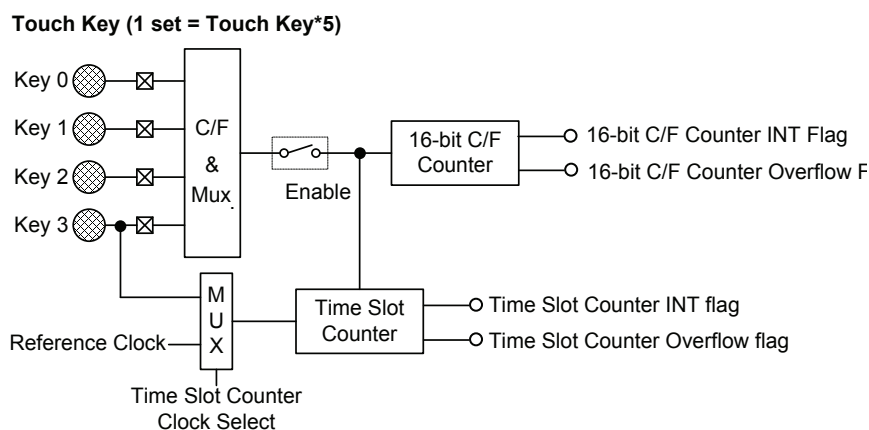 Touch Key (1 set = Touch Key*5)
Key 0
Key 1
Key 2
Key 3
C/F
&
Mux.
Enable
16-bit C/F
Counter
16-bit C/F Counter INT Flag
16-bit C/F Counter Overflow F
M
U
X
Reference Clock
Time Slot Counter
Clock Select
Time Slot
Counter
Time Slot Counter INT flag
Time Slot Counter Overflow flag